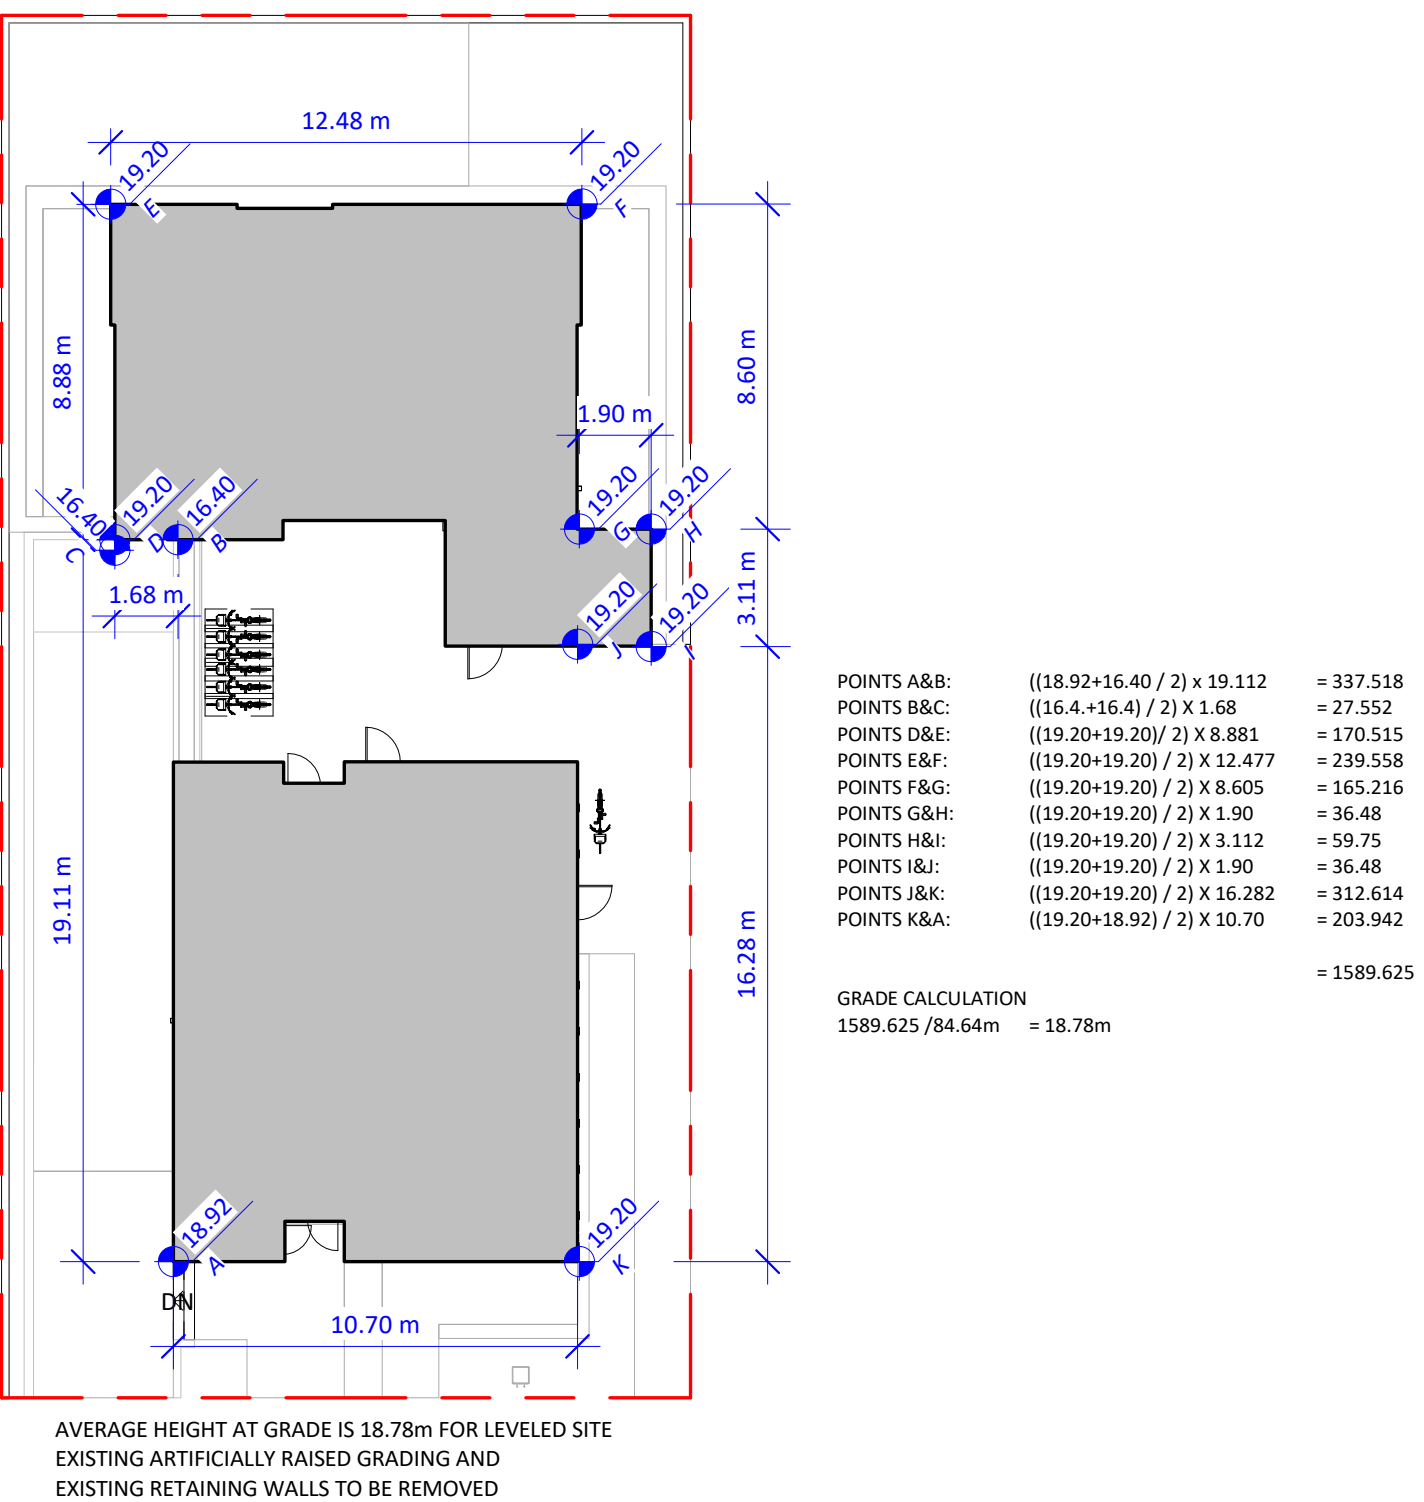 12.48 m
19.20
E
19.20
F
8.88 m
8.60 m
1.90 m
16.40
C
19.20
D
16.40
B
19.20
G
19.20
H
1.68 m
3.11 m
19.20
J
19.20
I
POINTS A&B: ((18.92+16.40 / 2) x 19.112 = 337.518
POINTS B&C: ((16.4.+16.4) / 2) X 1.68 = 27.552
POINTS D&E: ((19.20+19.20)/ 2) X 8.881 = 170.515
POINTS E&F: ((19.20+19.20) / 2) X 12.477 = 239.558
POINTS F&G: ((19.20+19.20) / 2) X 8.605 = 165.216
POINTS G&H: ((19.20+19.20) / 2) X 1.90 = 36.48
POINTS H&I: ((19.20+19.20) / 2) X 3.112 = 59.75
POINTS I&J: ((19.20+19.20) / 2) X 1.90 = 36.48
POINTS J&K: ((19.20+19.20) / 2) X 16.282 = 312.614
POINTS K&A: ((19.20+18.92) / 2) X 10.70 = 203.942
= 1589.625
GRADE CALCULATION
1589.625 /84.64m = 18.78m
19.11 m
16.28 m
18.92
A
19.20
K
DN
10.70 m
AVERAGE HEIGHT AT GRADE IS 18.78m FOR LEVELED SITE
EXISTING ARTIFICIALLY RAISED GRADING AND
EXISTING RETAINING WALLS TO BE REMOVED